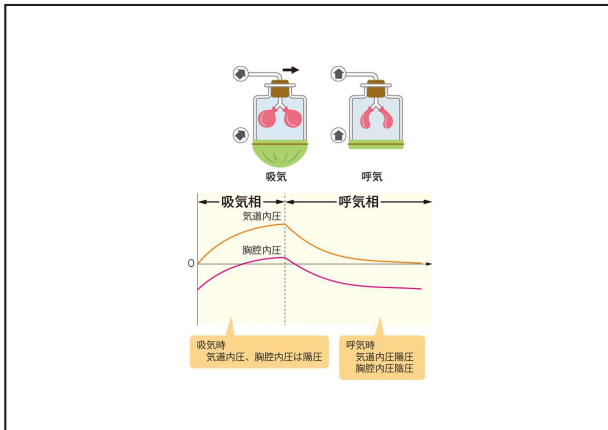 吸気
呼気
吸気相
呼気相
気道内圧
胸腔内圧
0
吸気時
気道内圧、胸腔内圧は陽圧
呼気時
気道内圧陽圧
胸腔内圧陰圧